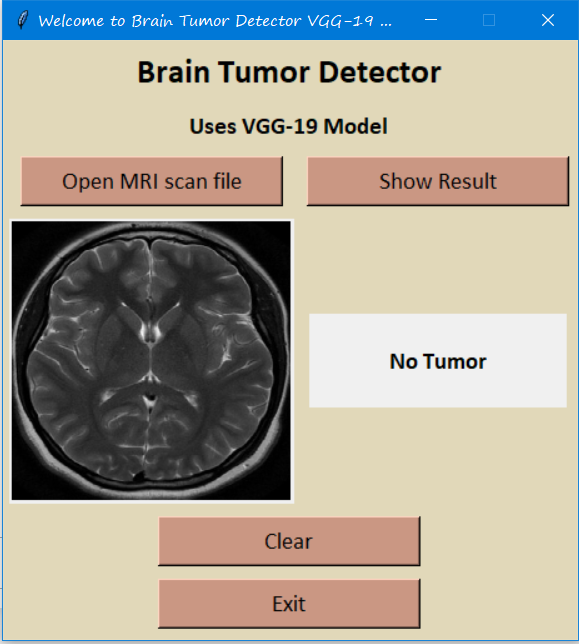 Welcome to Brain Tumor Detector VGG-19 ...
Brain Tumor Detector
Uses VGG-19 Model
Open MRI scan file
Show Result
No Tumor
Clear
Exit